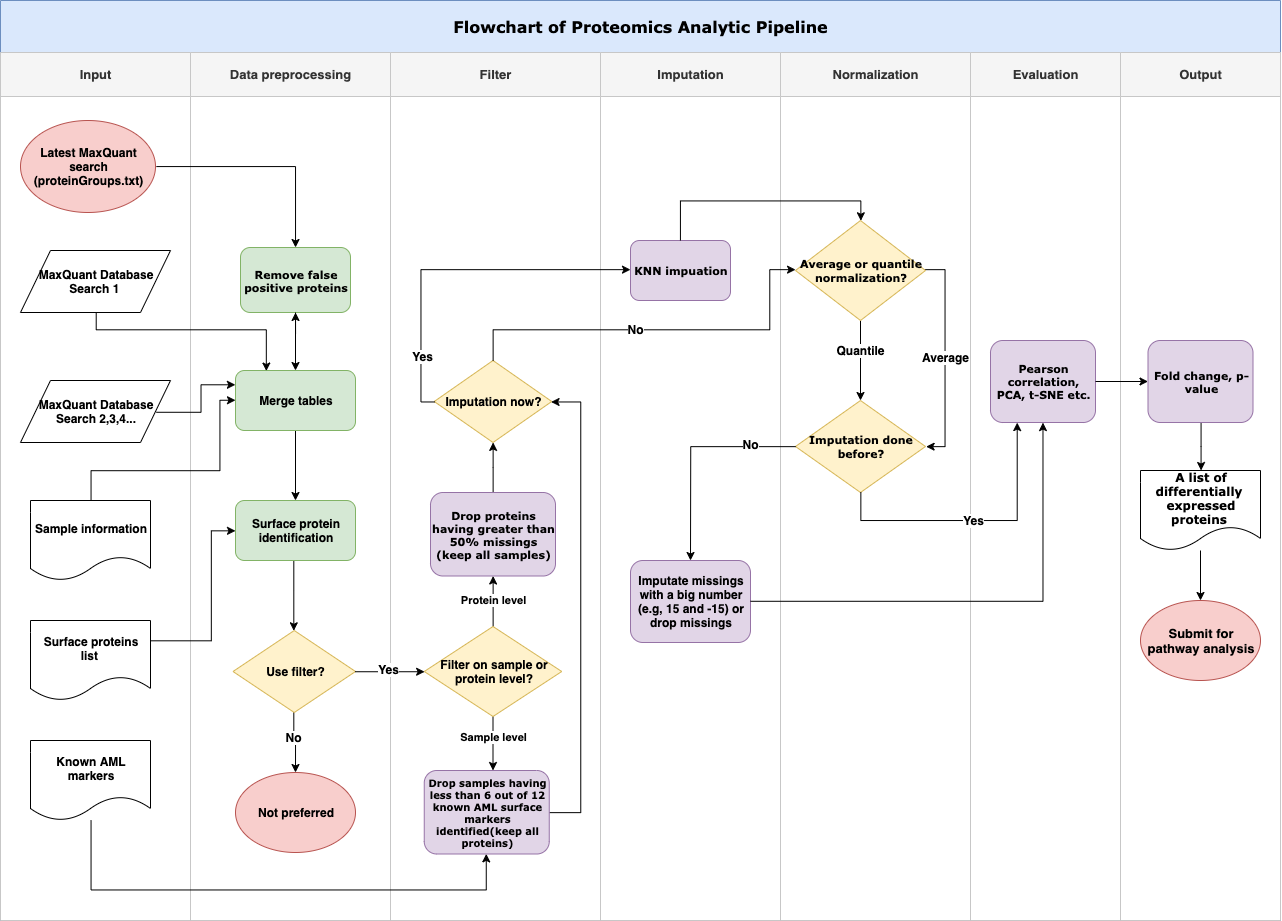 Flowchart of Proteomics Analytic Pipeline
Input
Data preprocessing
Filter
Imputation
Normalization
Evaluation
Output
Latest MaxQuant
search
(proteinGroups.txt)
MaxQuant Database
Search 1
MaxQuant Database
Search 2,3,4...
Sample information
Surface proteins
list
Known AML
markers
Remove false
positive proteins
Merge tables
Surface protein
identification
Use filter?
Yes
No
Not preferred
Yes
No
Imputation now?
Drop proteins
having greater than
50% missings
(keep all samples)
Protein level
Filter on sample or
protein level?
Sample level
Drop samples having
less than 6 out of 12
known AML surface
markers
identified(keep all
proteins)
KNN impuation
Imputate missings
with a big number
(e.g, 15 and -15) or
drop missings
Average or quantile
normalization?
Quantile
Average
Imputation done
before?
No
Yes
Pearson
correlation,
PCA, t-SNE etc.
Fold change, p-
value
A list of
differentially
expressed
proteins
Submit for
pathway analysis